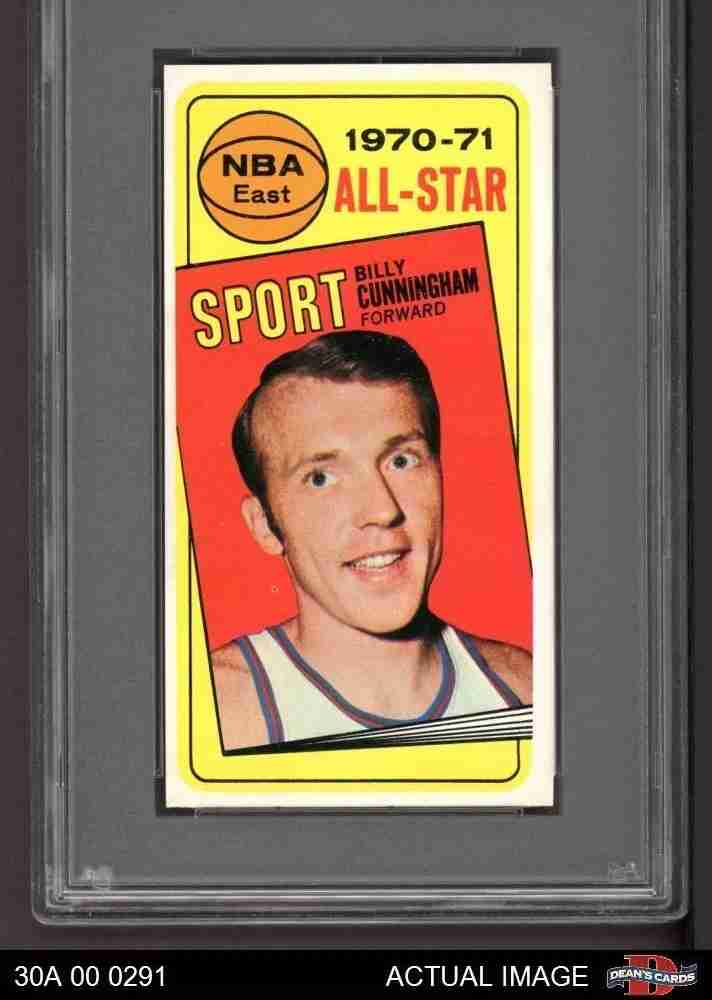 NBA
East
1970-71
ALL-STAR
SPORT
BILLY
CUNNINGHAM
FORWARD
30A 00 0291
ACTUAL IMAGE
DEAN'S CARDS